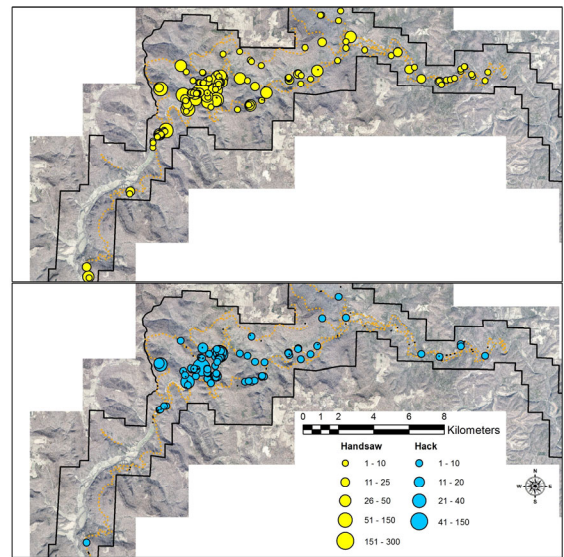 0 1 2 4 6 8
Kilometers
Handsaw Hack
1 - 10 1 - 10
11 - 25 11 - 20
26 - 50 21 - 40
51 - 150 41 - 150
151 - 300
N
W E
S